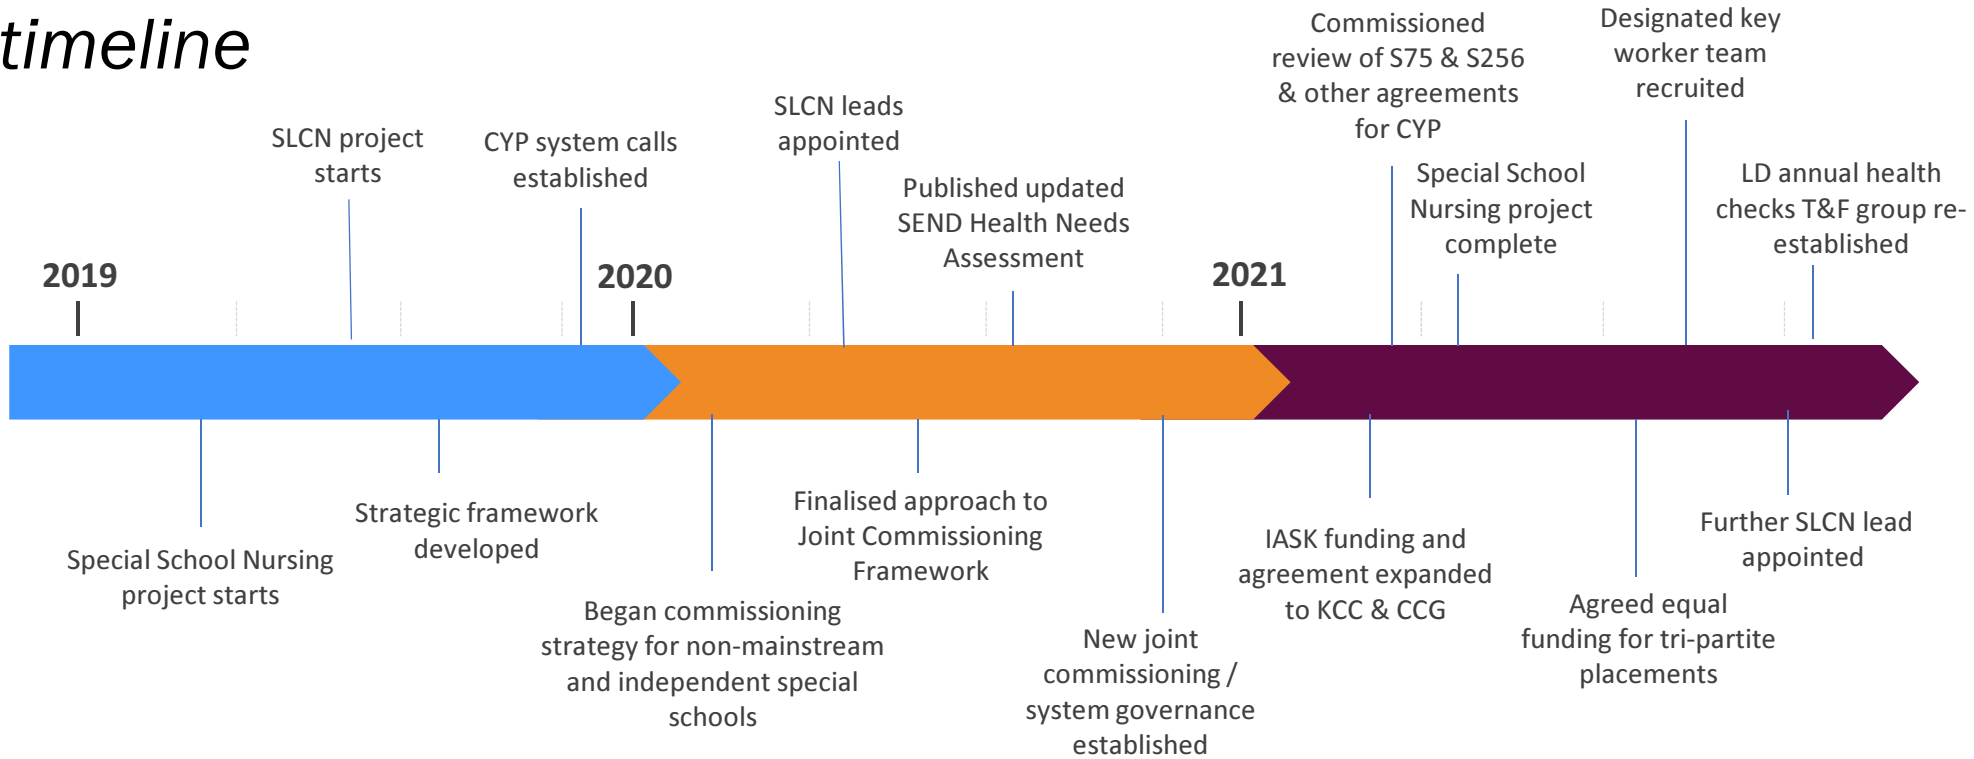 timeline
SLCN project
starts
CYP system calls
established
SLCN leads
appointed
Published updated
SEND Health Needs
Assessment
Commissioned
review of S75 & S256
& other agreements
for CYP
Special School
Nursing project
complete
Designated key
worker team
recruited
LD annual health
checks T&F group re-
established
2019
2020
2021
Special School Nursing
project starts
Strategic framework
developed
Began commissioning
strategy for non-mainstream
and independent special
schools
Finalised approach to
Joint Commissioning
Framework
New joint
commissioning /
system governance
established
IASK funding and
agreement expanded
to KCC & CCG
Agreed equal
funding for tri-partite
placements
Further SLCN lead
appointed